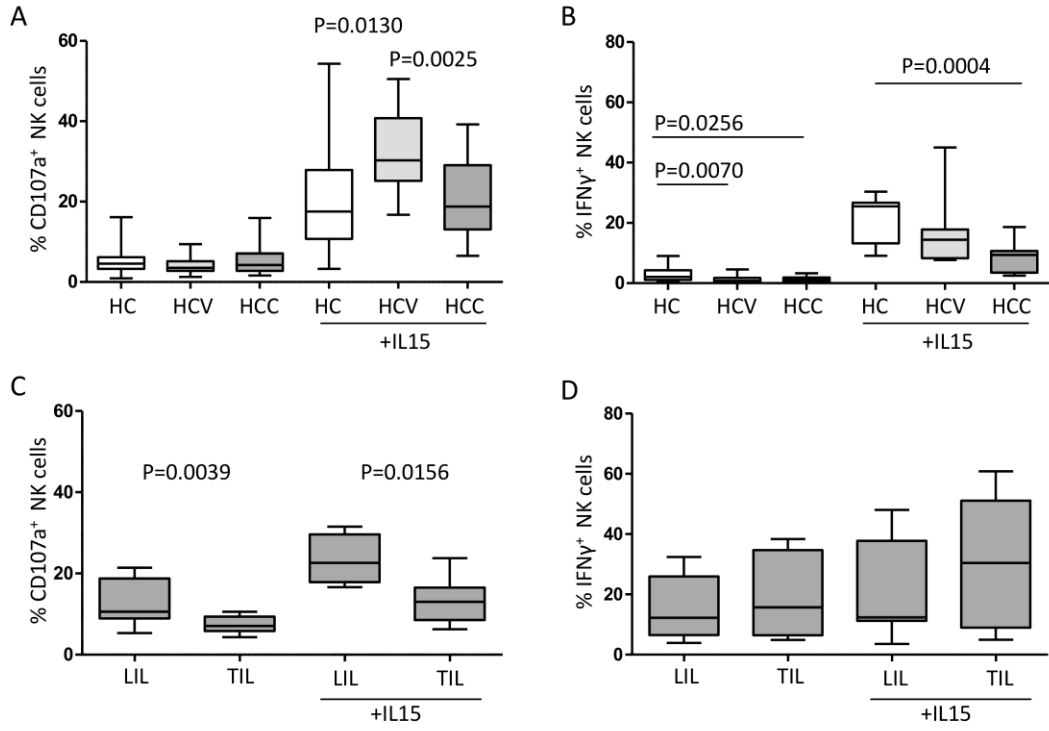 A
% CD107a⁺ NK cells
60
40
20
0
P=0.0130
P=0.0025
HC HCV HCC HC HCV HCC
+IL15
B
% IFNγ⁺ NK cells
80
60
40
20
0
P=0.0004
P=0.0256
P=0.0070
HC HCV HCC HC HCV HCC
+IL15
C
% CD107a⁺ NK cells
60
40
20
0
P=0.0039 P=0.0156
LIL TIL LIL TIL
+IL15
D
% IFNγ⁺ NK cells
80
60
40
20
0
LIL TIL LIL TIL
+IL15